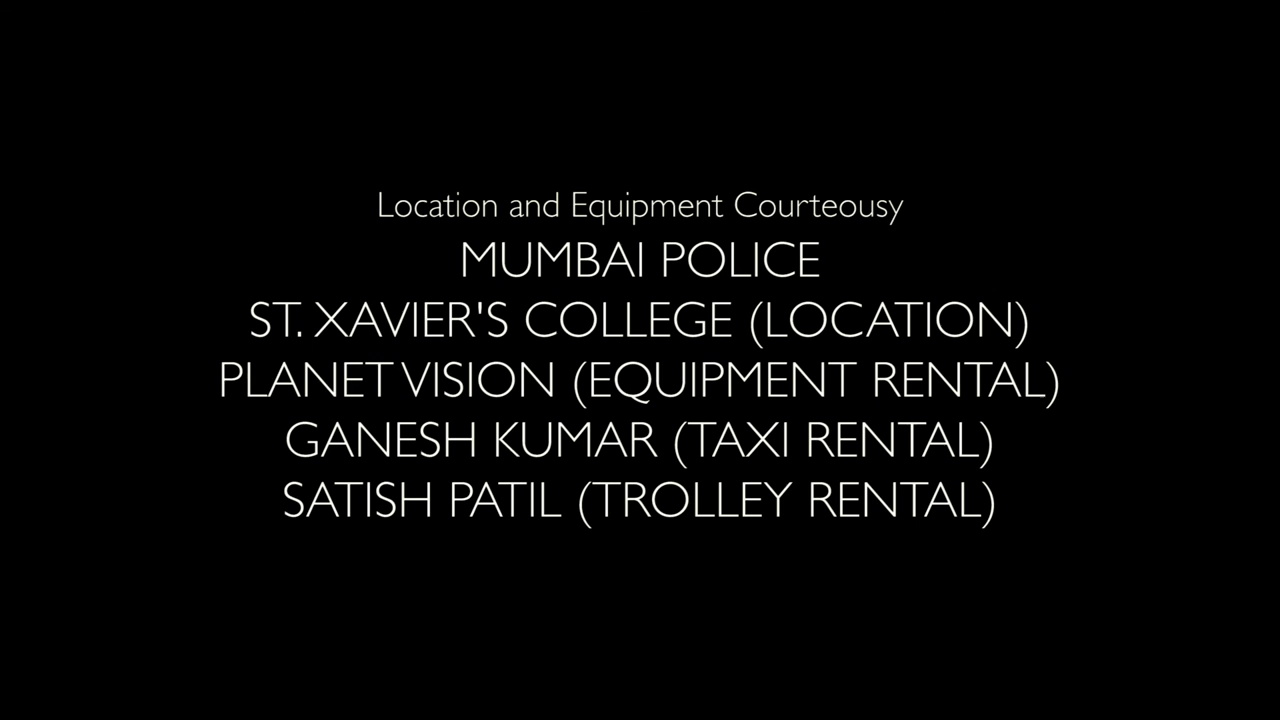 Location and Equipment Courteousy
MUMBAI POLICE
ST. XAVIER'S COLLEGE (LOCATION)
PLANET VISION (EQUIPMENT RENTAL)
GANESH KUMAR (TAXI RENTAL)
SATISH PATIL (TROLLEY RENTAL)